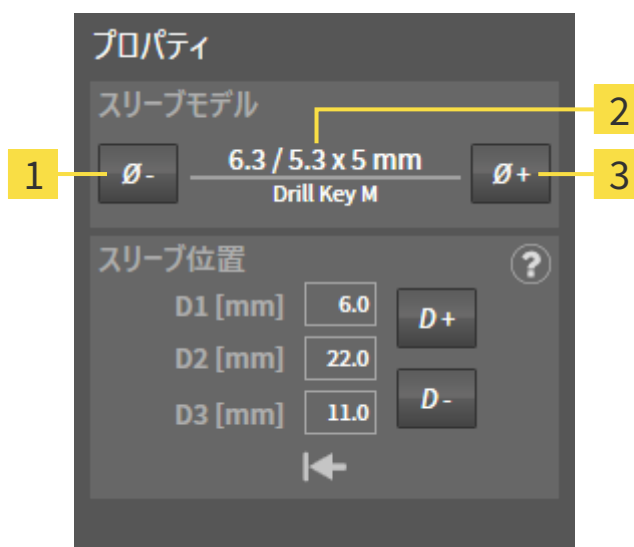 プロパティ
スリーブモデル
2
1
Ø -
6.3 / 5.3 x 5 mm
Drill Key M
Ø +
3
スリーブ位置
?
D1 [mm]
6.0
D +
D2 [mm]
22.0
D3 [mm]
11.0
D -